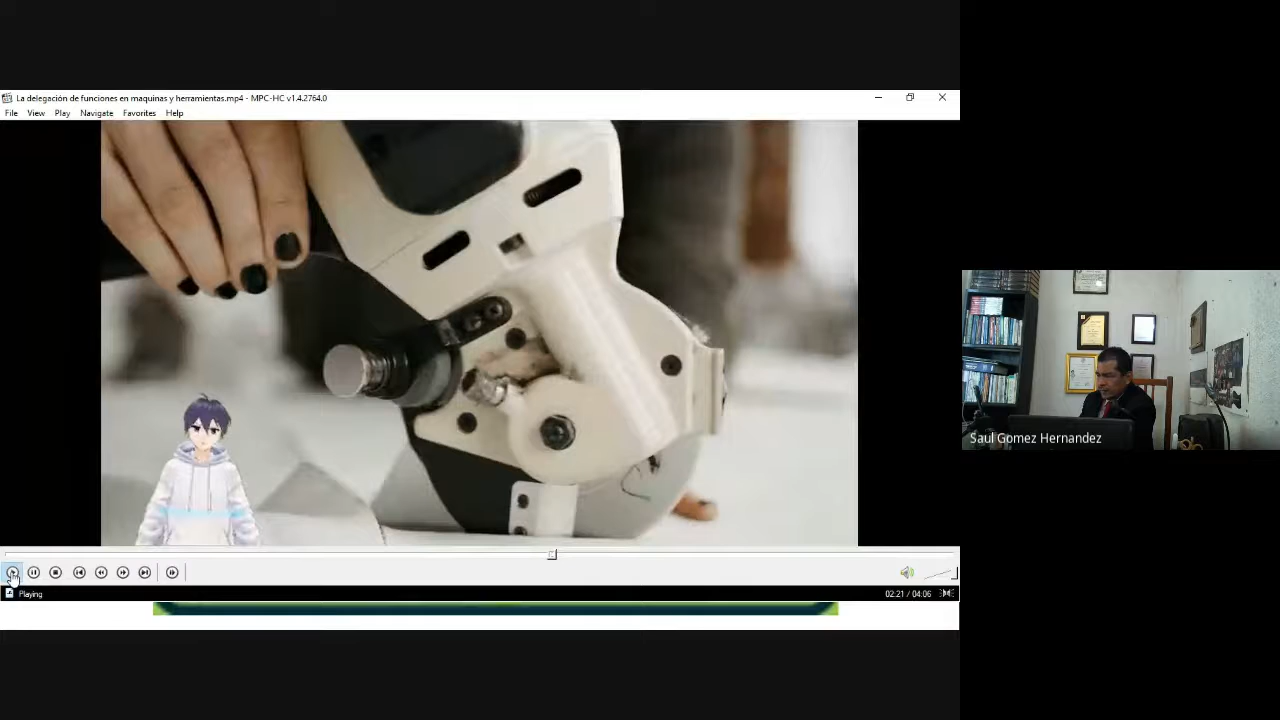 La delegación de funciones en maquinas y herramientas.mp4 - MPC-HC v1.4.2764.0
File View Play Navigate Favorites Help
Saul Gomez Hernandez
Playing
02:21 / 04:06